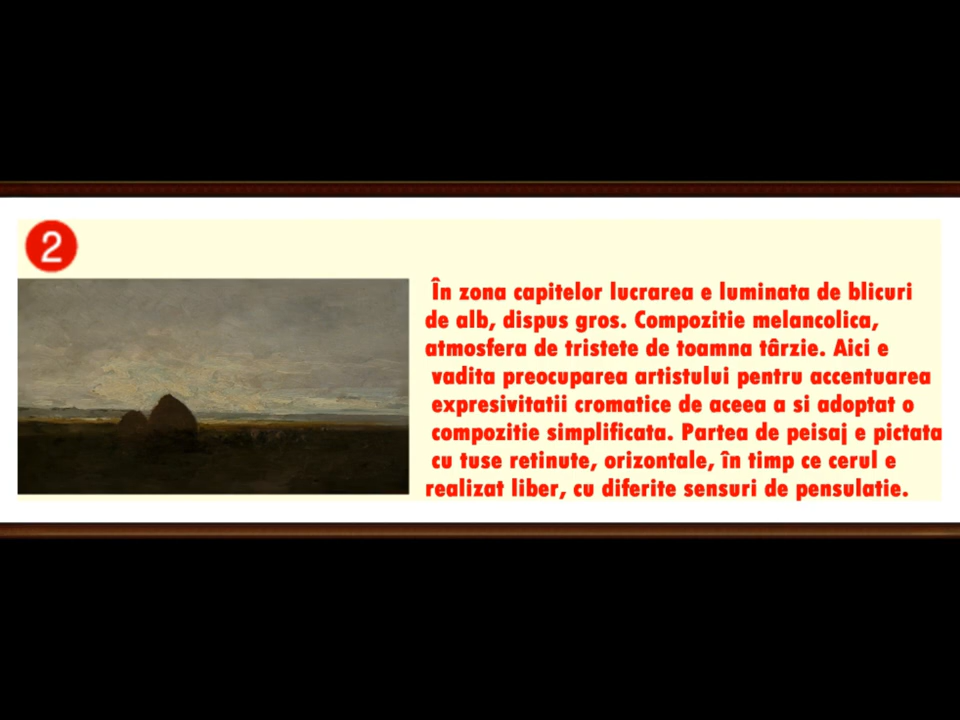 2
În zona capitelor lucrarea e luminata de blicuri
de alb, dispus gros. Compozitie melancolica,
atmosfera de tristete de toamna târzie. Aici e
vadita preocuparea artistului pentru accentuarea
expresivitatii cromatice de aceea a si adoptat o
compozitie simplificata. Partea de peisaj e pictata
cu tuse retinute, orizontale, în timp ce cerul e
realizat liber, cu diferite sensuri de pensulatie.